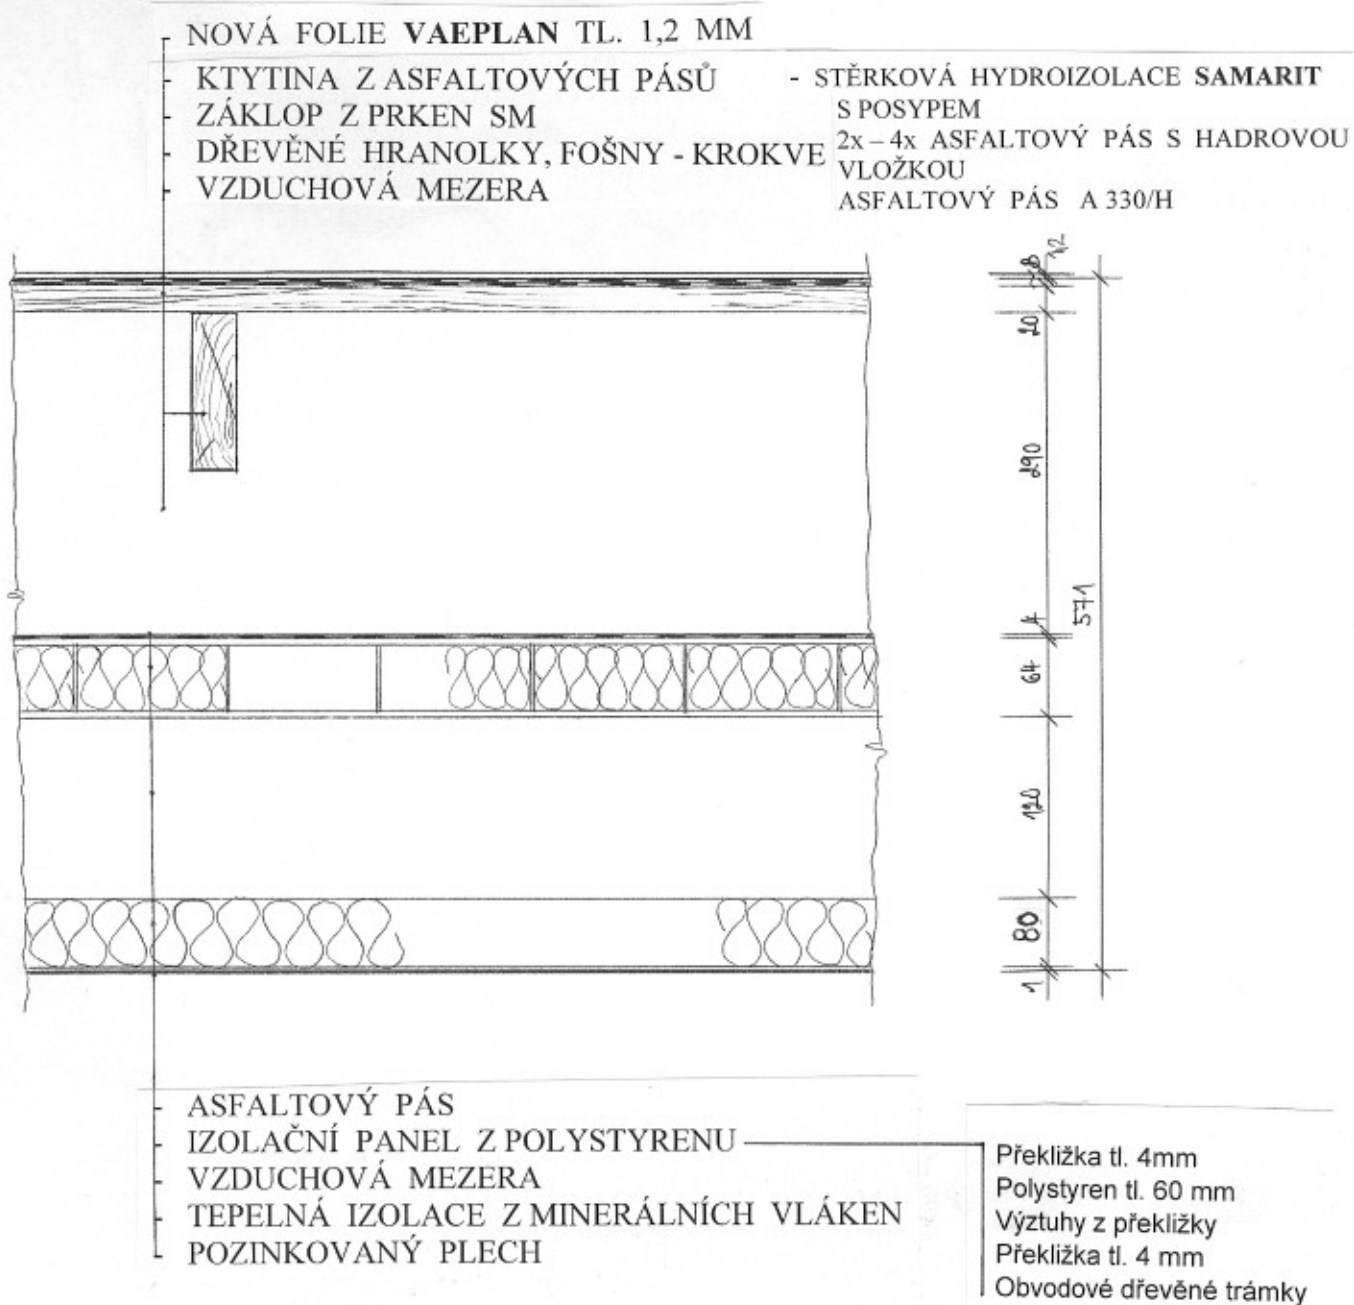 NOVÁ FOLIE VAEPLAN TL. 1,2 MM
KTYTINA Z ASFALTOVÝCH PÁSŮ
ZÁKLOP Z PRKEN SM
DŘEVĚNÉ HRANOLKY, FOŠNY - KROKVE
VZDUCHOVÁ MEZERA
- STĚRKOVÁ HYDROIZOLACE SAMARIT
S POSYPEM
2x – 4x ASFALTOVÝ PÁS S HADROVOU
VLOŽKOU
ASFALTOVÝ PÁS A 330/H
1,2
20
290
4
571
64
120
80
1
ASFALTOVÝ PÁS
IZOLAČNÍ PANEL Z POLYSTYRENU
VZDUCHOVÁ MEZERA
TEPELNÁ IZOLACE Z MINERÁLNÍCH VLÁKEN
POZINKOVANÝ PLECH
Překližka tl. 4mm
Polystyren tl. 60 mm
Výztuhy z překližky
Překližka tl. 4 mm
Obvodové dřevěné trámky